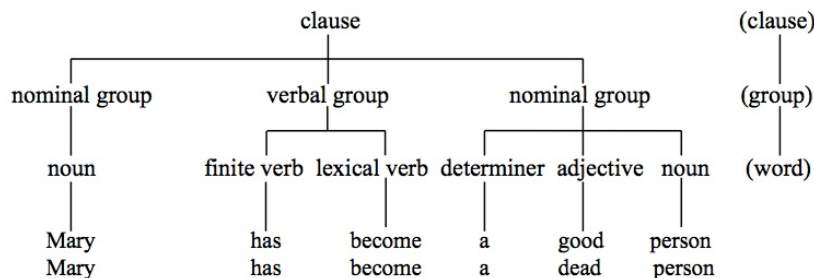 clause (clause)
nominal group verbal group nominal group (group)
noun finite verb lexical verb determiner adjective noun (word)
Mary has become a good person
Mary has become a dead person